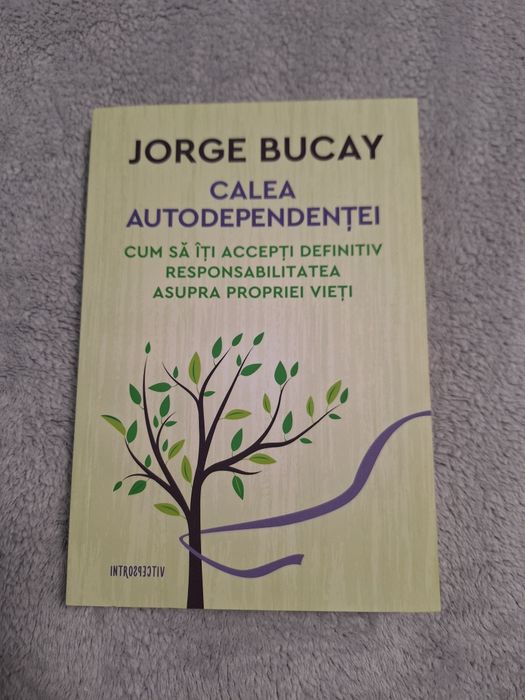 JORGE BUCAY
CALEA
AUTODEPENDENȚEI
CUM SĂ ÎȚI ACCEPȚI DEFINITIV
RESPONSABILITATEA
ASUPRA PROPRIEI VIEȚI
INTROSPECTIV